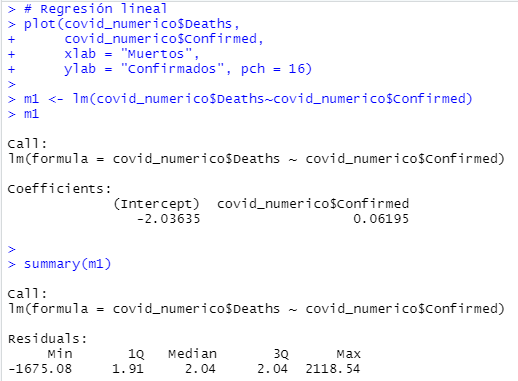 > # Regresión lineal
> plot(covid_numerico$Deaths,
+      covid_numerico$Confirmed,
+      xlab = "Muertos",
+      ylab = "Confirmados", pch = 16)
>
> m1 <- lm(covid_numerico$Deaths~covid_numerico$Confirmed)
> m1
Call:
lm(formula = covid_numerico$Deaths ~ covid_numerico$Confirmed)
Coefficients:
             (Intercept)  covid_numerico$Confirmed
                -2.03635                   0.06195
>
> summary(m1)
Call:
lm(formula = covid_numerico$Deaths ~ covid_numerico$Confirmed)
Residuals:
     Min       1Q   Median       3Q      Max
-1675.08     1.91     2.04     2.04  2118.54